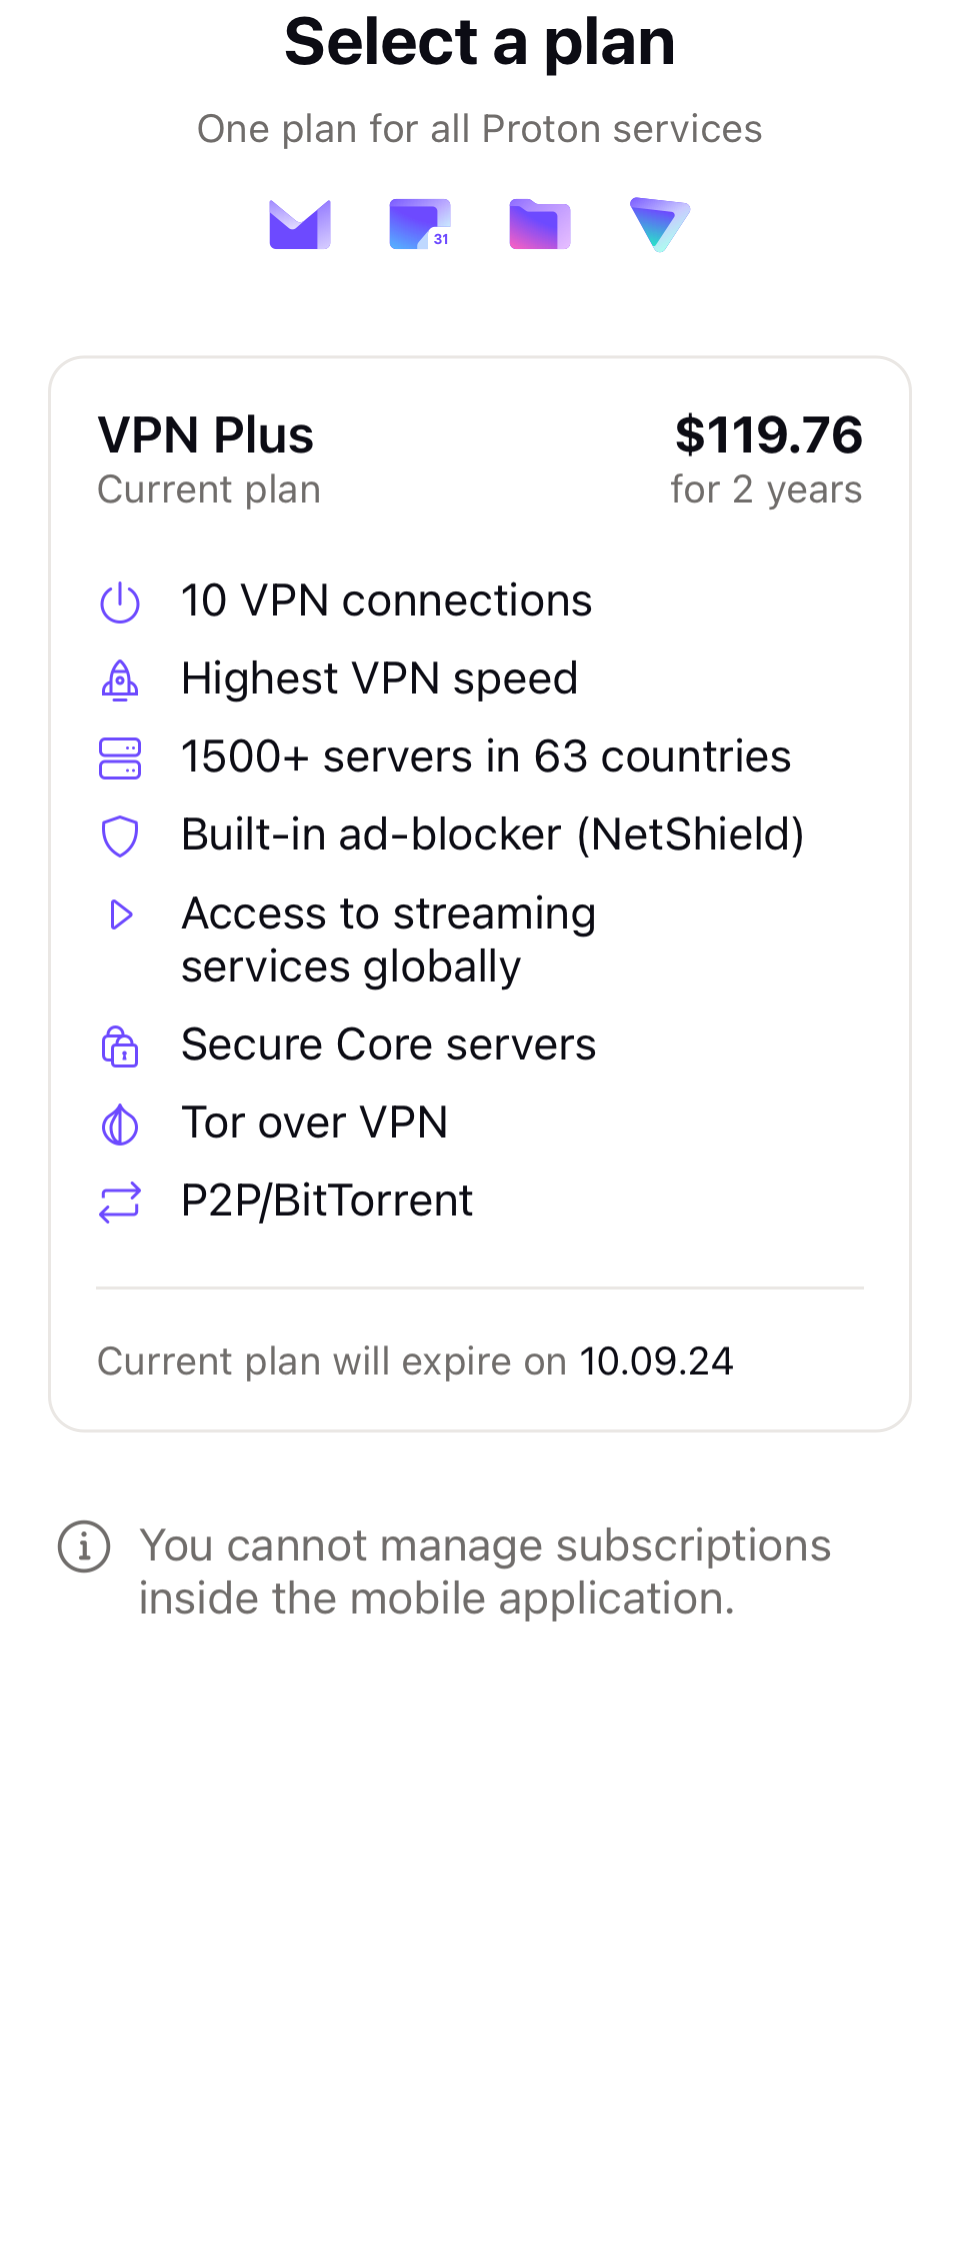 Select a plan
One plan for all Proton services
31
VPN Plus
$119.76
Current plan
for 2 years
10 VPN connections
Highest VPN speed
1500+ servers in 63 countries
Built-in ad-blocker (NetShield)
Access to streaming
services globally
Secure Core servers
Tor over VPN
P2P/BitTorrent
Current plan will expire on 10.09.24
You cannot manage subscriptions
inside the mobile application.